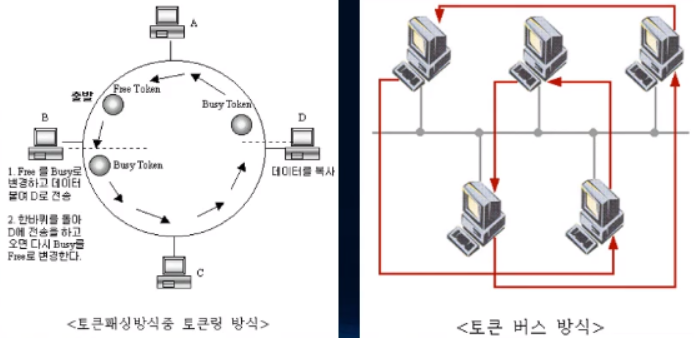 A
출발
Free Token
Busy Token
B
D
Busy Token
데이터를 복사
1. Free 를 Busy로
변경하고 데이터
붙여 D로 전송
2. 한바퀴를 돌아
D에 전송을 하고
오면 다시 Busy를
Free로 변경한다.
C
<토큰패싱방식중 토큰링 방식>
<토큰 버스 방식>